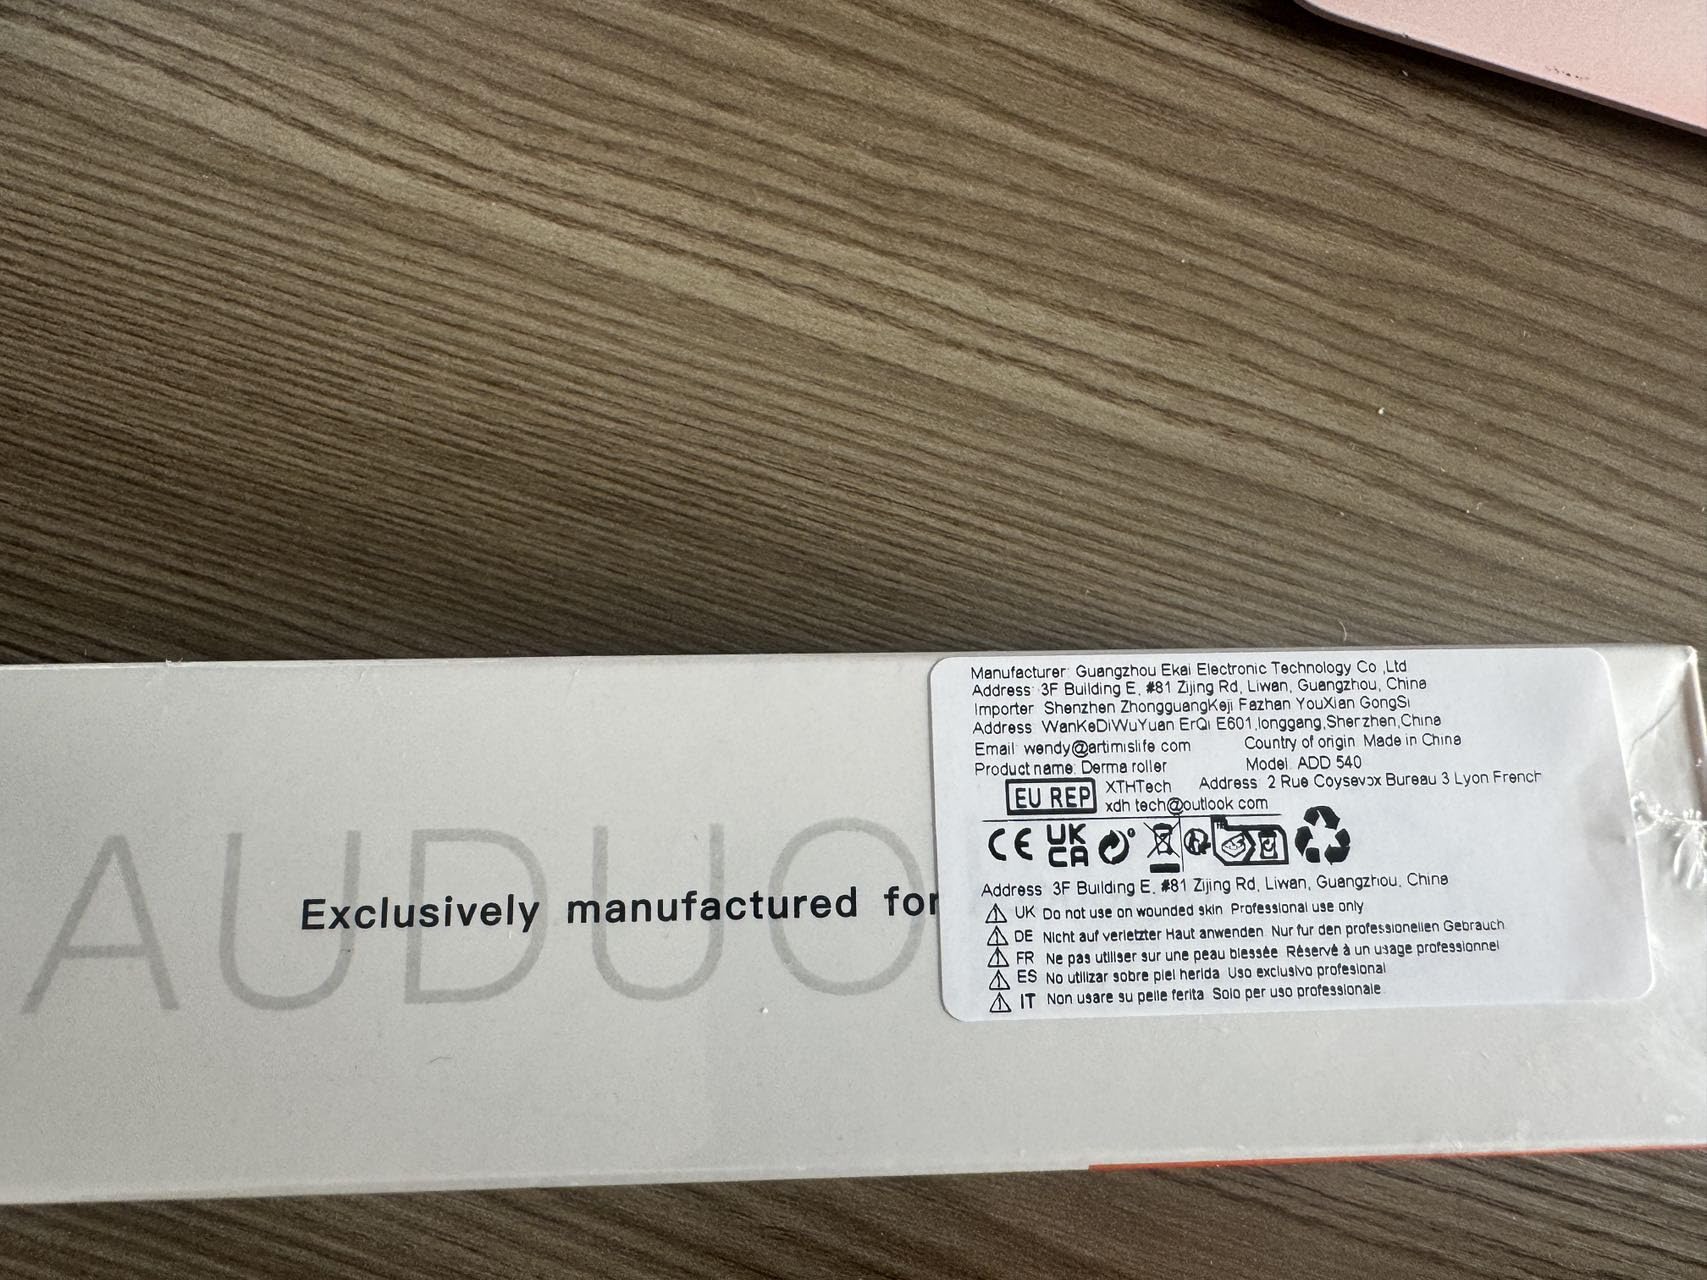 AUDUO
Exclusively manufactured for
Manufacturer: Guangzhou Ekai Electronic Technology Co ,Ltd
Address: 3F Building E, #81 Zijing Rd, Liwan, Guangzhou, China
Importer Shenzhen ZhongguangKeji Fazhan YouXian GongSi
Address WanKeDiWuYuan ErQi E601,longgang,Shenzhen,China
Email wendy@artimislife com
Country of origin Made in China
Product name: Derma roller
Model ADD 540
EU REP
XTHTech
Address 2 Rue Coysevox Bureau 3 Lyon French
xdh tech@outlook com
CE UK CA
Address 3F Building E, #81 Zijing Rd, Liwan, Guangzhou, China
UK Do not use on wounded skin Professional use only
DE Nicht auf verletzter Haut anwenden Nur fur den professionellen Gebrauch
FR Ne pas utiliser sur une peau blessée Réservé à un usage professionnel
ES No utilizar sobre piel herida Uso exclusivo profesional
IT Non usare su pelle ferita Solo per uso professionale